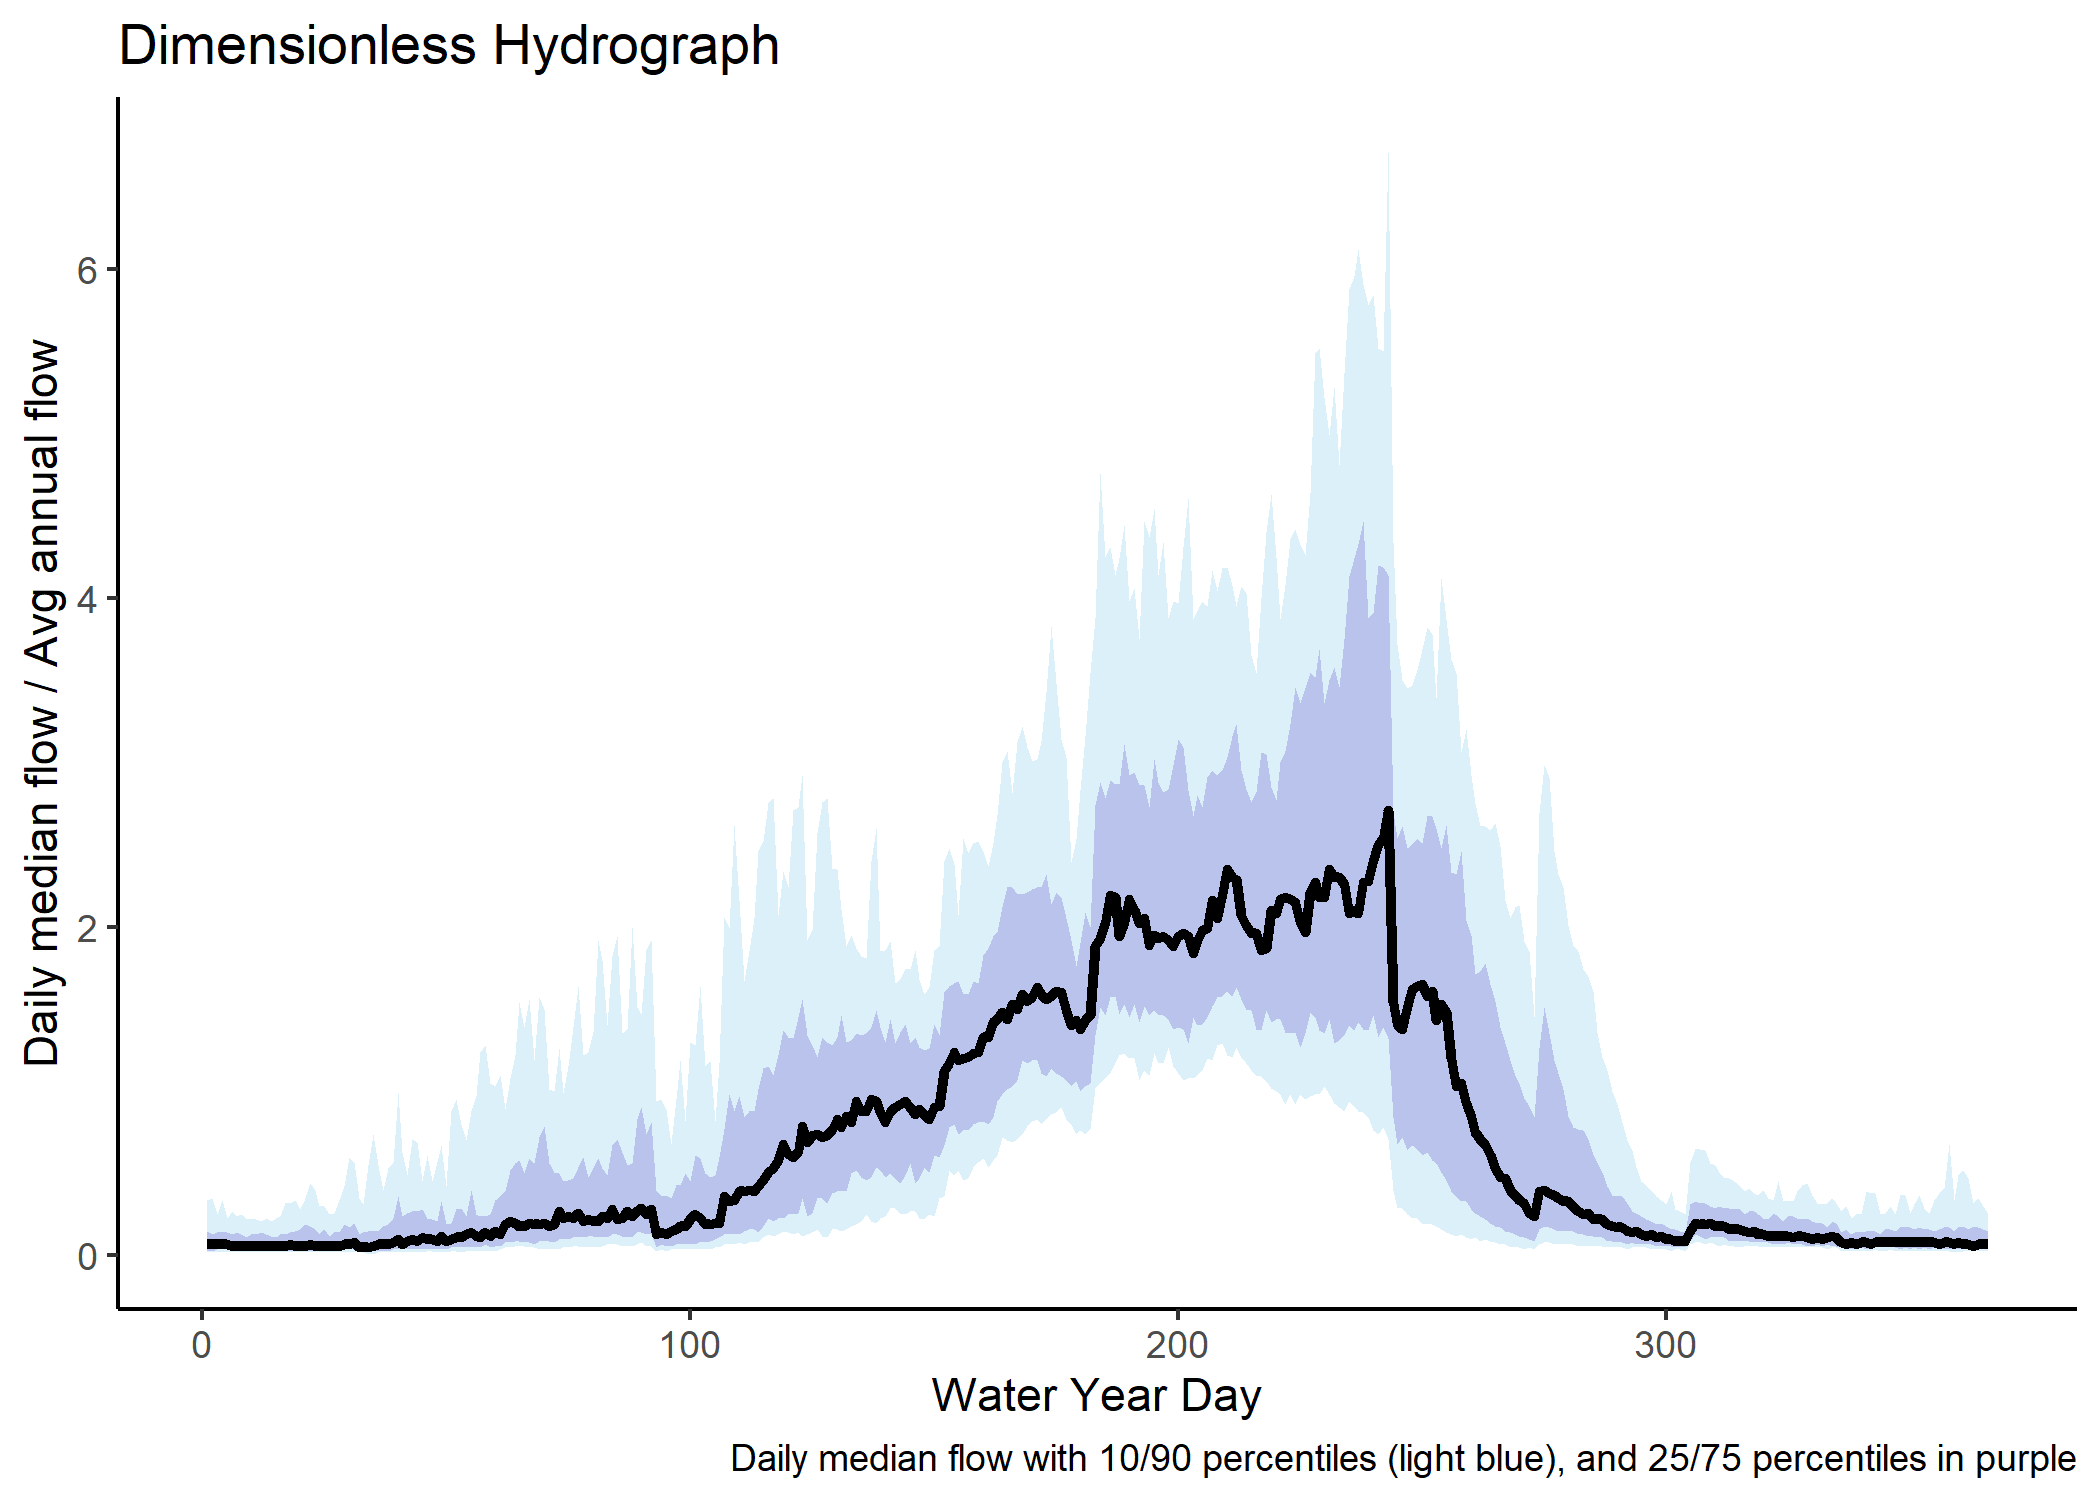 Dimensionless Hydrograph
Daily median flow / Avg annual flow
6
4
2
0
0 100 200 300
Water Year Day
Daily median flow with 10/90 percentiles (light blue), and 25/75 percentiles in purple